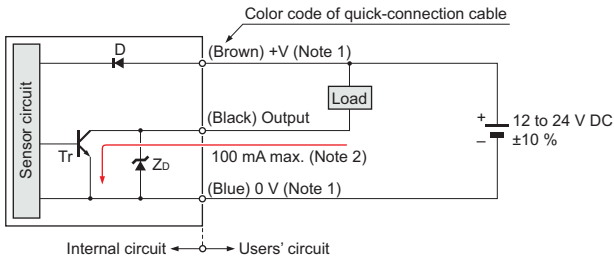 Color code of quick-connection cable
D
(Brown) +V (Note 1)
Sensor circuit
Load
(Black) Output
+
12 to 24 V DC
–
±10 %
Tr
ZD
100 mA max. (Note 2)
(Blue) 0 V (Note 1)
Internal circuit
Users' circuit